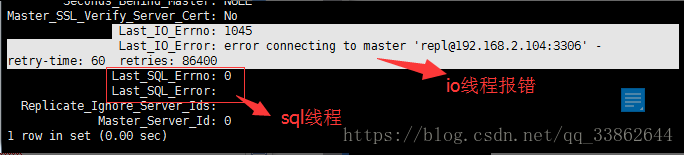 Seconds_Behind_Master: NULL
Master_SSL_Verify_Server_Cert: No
Last_IO_Errno: 1045
Last_IO_Error: error connecting to master 'repl@192.168.2.104:3306' -
retry-time: 60  retries: 86400
Last_SQL_Errno: 0
Last_SQL_Error:
io线程报错
Replicate_Ignore_Server_Ids:
sql线程
Master_Server_Id: 0
1 row in set (0.00 sec)
https://blog.csdn.net/qq_33862644